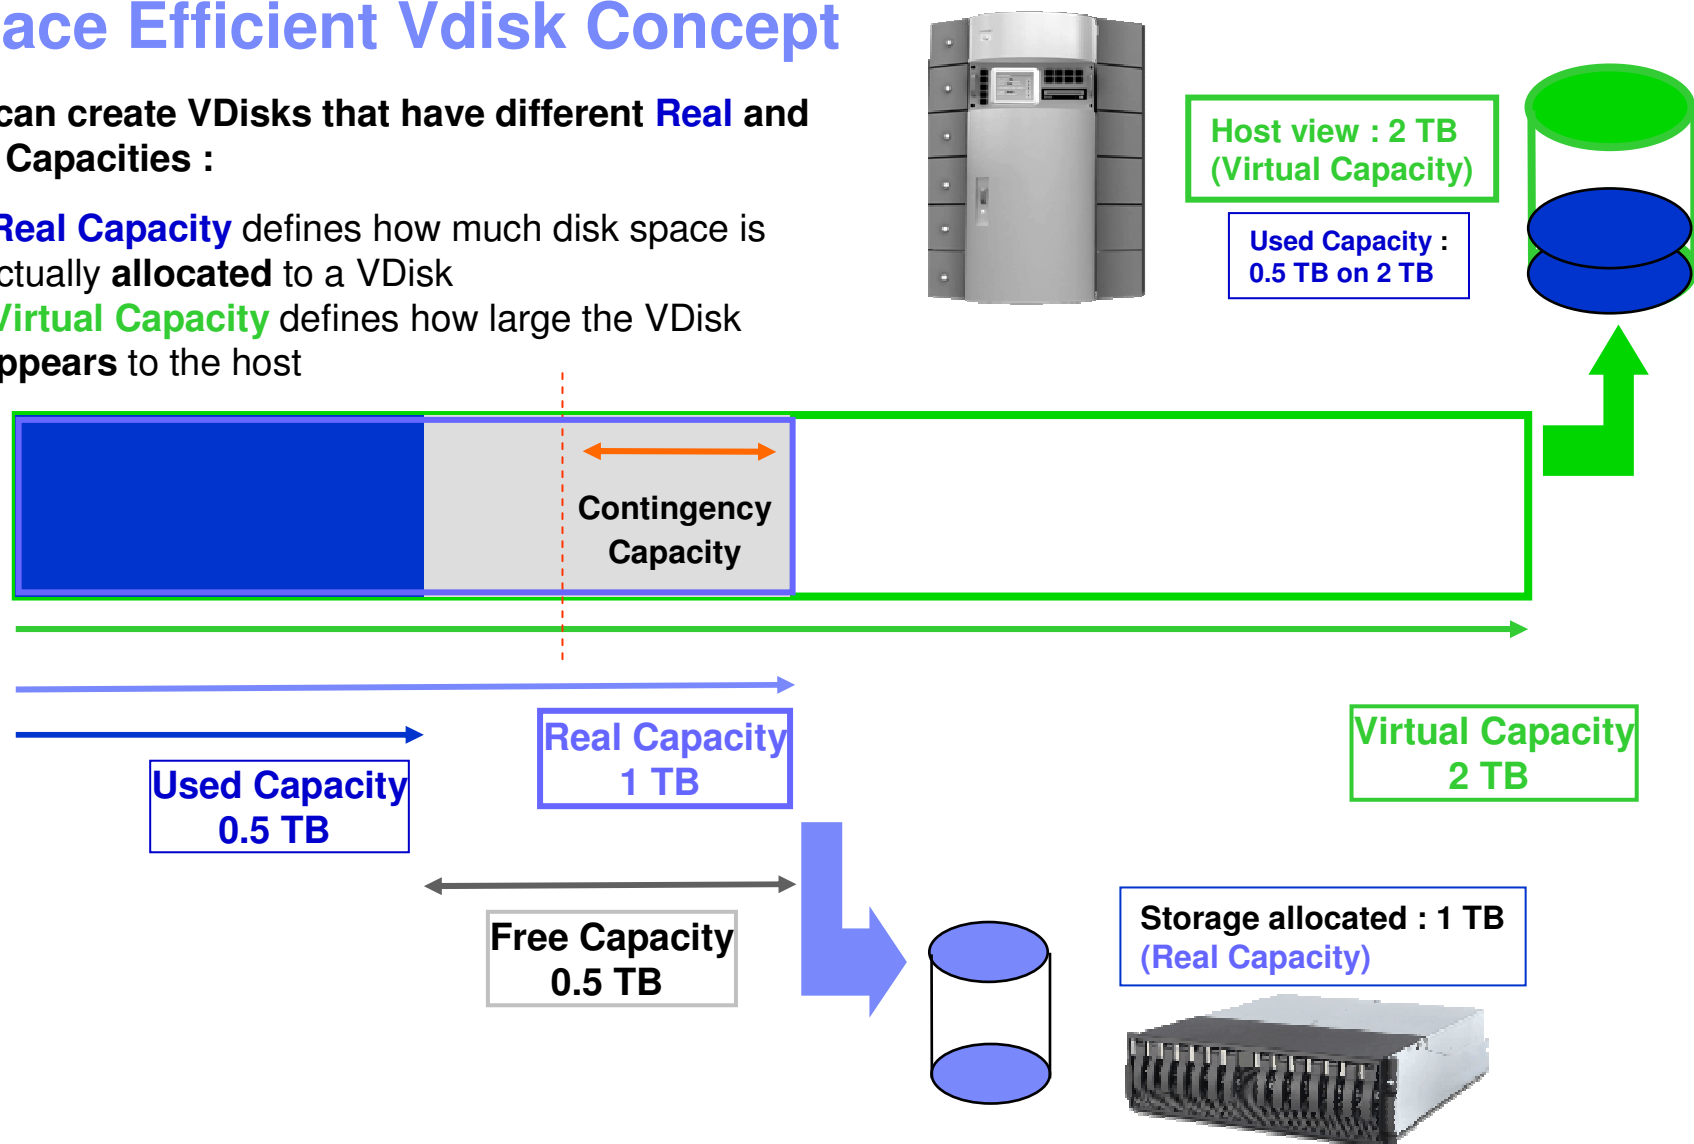 ace Efficient Vdisk Concept
can create VDisks that have different Real and
Capacities :
Real Capacity defines how much disk space is
ctually allocated to a VDisk
Virtual Capacity defines how large the VDisk
ppears to the host
Host view : 2 TB
(Virtual Capacity)
Used Capacity :
0.5 TB on 2 TB
Contingency
Capacity
Real Capacity
1 TB
Virtual Capacity
2 TB
Used Capacity
0.5 TB
Free Capacity
0.5 TB
Storage allocated : 1 TB
(Real Capacity)